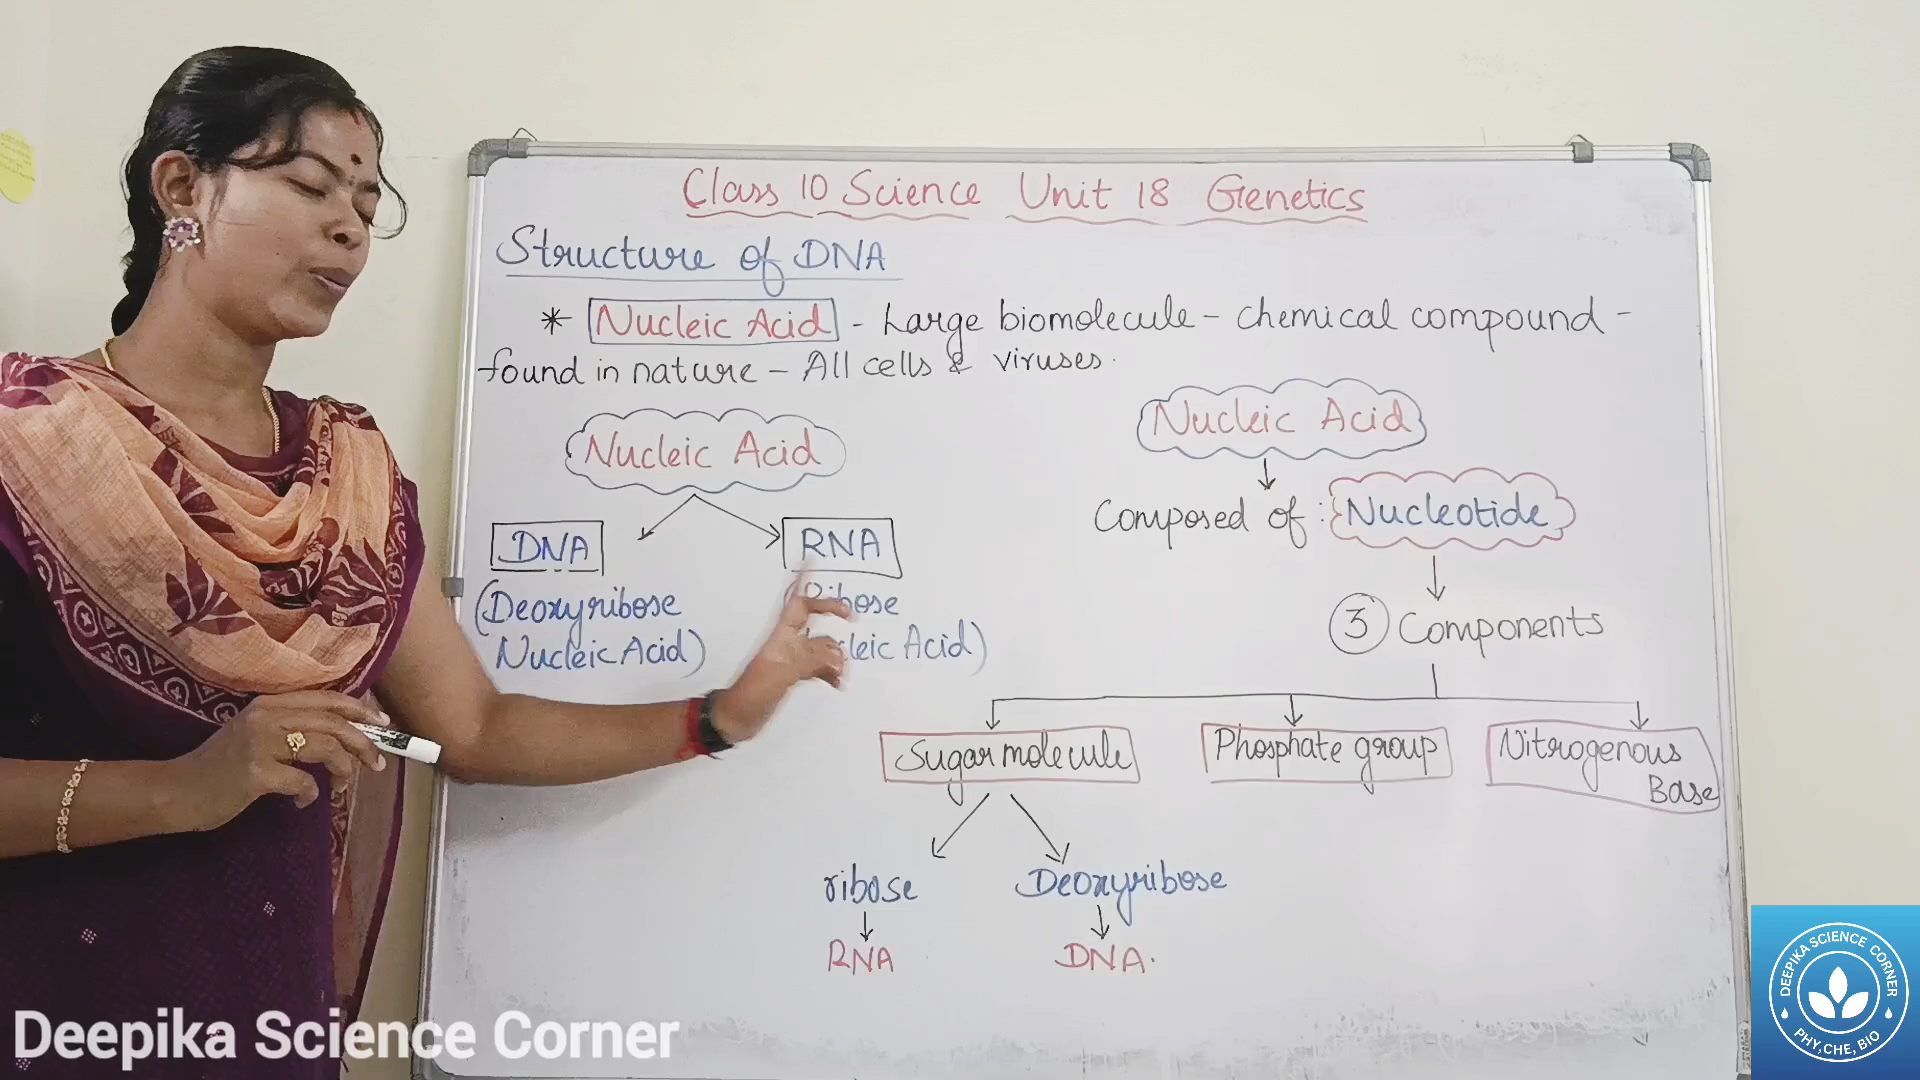 Class 10 Science Unit 18 Genetics
Structure of DNA
* Nucleic Acid - Large biomolecule - chemical compound -
found in nature - All cells & viruses.
Nucleic Acid
DNA
(Deoxyribose
Nucleic Acid)
RNA
Ribose
Acid)
Nucleic Acid
Composed of : Nucleotide
3 Components
Sugar molecule
Phosphate group
Nitrogenous
Base
ribose
Deoxyribose
RNA
DNA.
Deepika Science Corner
DEEPIKA SCIENCE CORNER
PHY,CHE,BIO